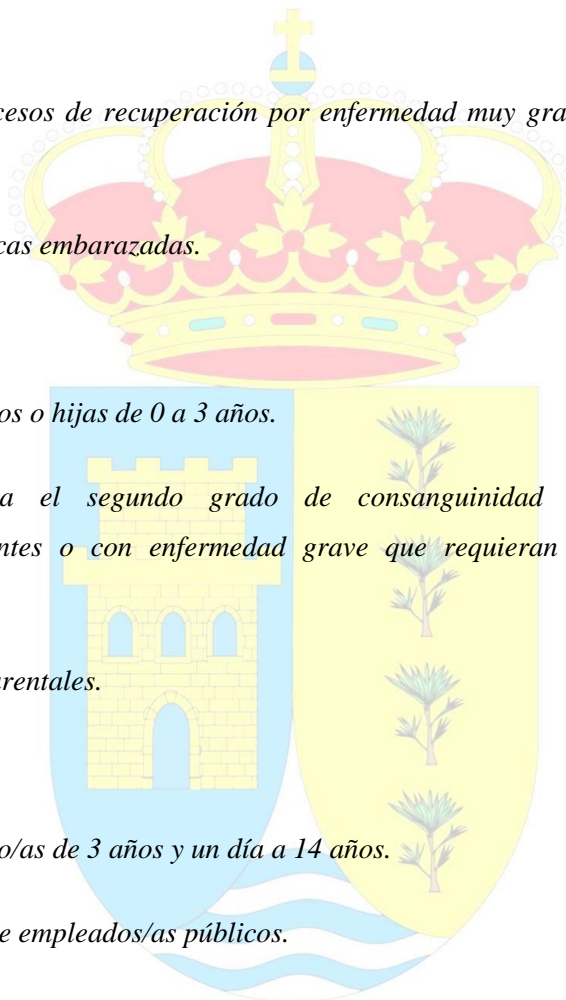 cesos de recuperación por enfermedad muy gra
cas embarazadas.
os o hijas de 0 a 3 años.
a el segundo grado de consanguinidad
ntes o con enfermedad grave que requieran
rentales.
o/as de 3 años y un día a 14 años.
e empleados/as públicos.